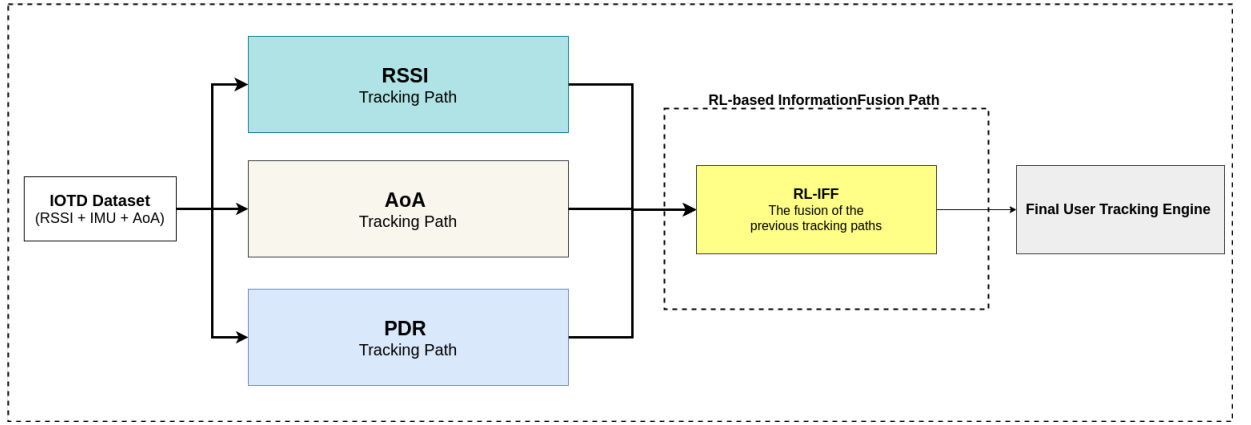 IOTD Dataset
(RSSI + IMU + AoA)
RSSI
Tracking Path
AoA
Tracking Path
PDR
Tracking Path
RL-based InformationFusion Path
RL-IFF
The fusion of the
previous tracking paths
Final User Tracking Engine